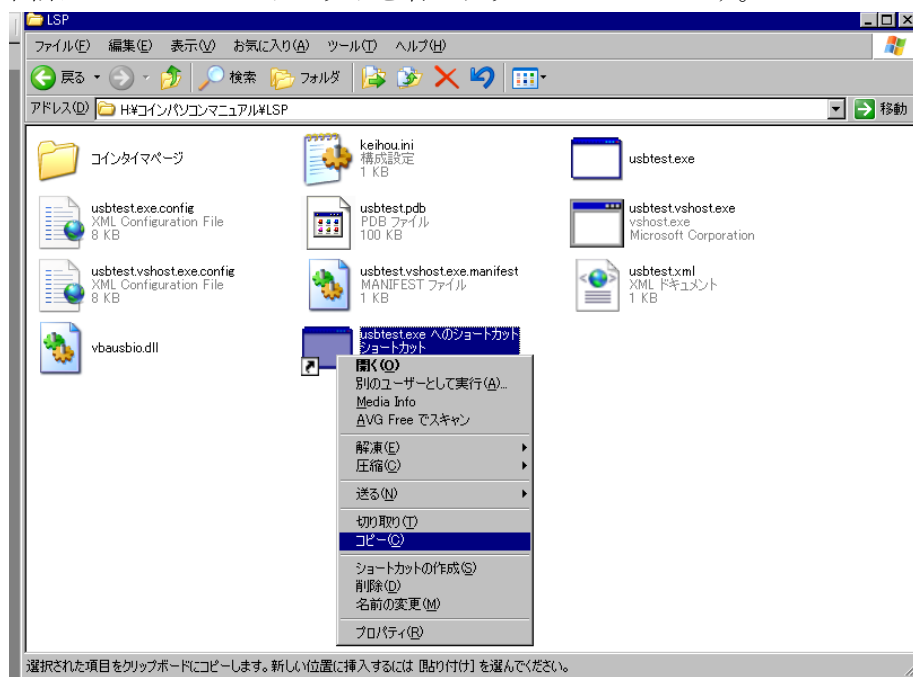 LSP
ファイル(F) 編集(E) 表示(V) お気に入り(A) ツール(T) ヘルプ(H)
戻る 検索 フォルダ
アドレス(D) H:¥コインパソコンマニュアル¥LSP 移動
コインタイマページ
keihou.ini
構成設定
1 KB
usbtest.exe
usbtest.exe.config
XML Configuration File
8 KB
usbtest.pdb
PDB ファイル
100 KB
usbtest.vshost.exe
vshost.exe
Microsoft Corporation
usbtest.vshost.exe.config
XML Configuration File
8 KB
usbtest.vshost.exe.manifest
MANIFEST ファイル
1 KB
usbtest.xml
XML ドキュメント
1 KB
vbausbio.dll
usbtest.exe へのショートカット
ショートカット
開く(O)
別のユーザーとして実行(A)...
Media Info
AVG Free でスキャン
解凍(E)
圧縮(C)
送る(N)
切り取り(T)
コピー(C)
ショートカットの作成(S)
削除(D)
名前の変更(M)
プロパティ(R)
選択された項目をクリップボードにコピーします。新しい位置に挿入するには [貼り付け] を選んでください。